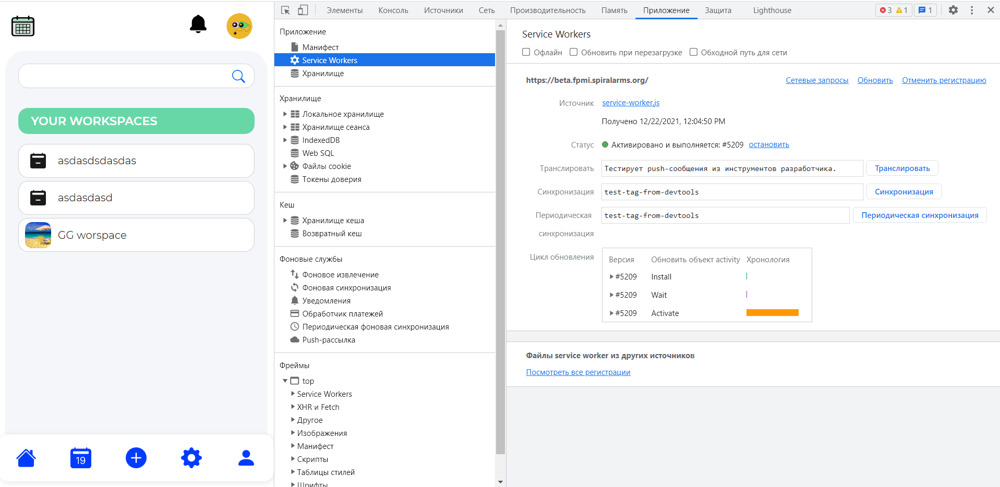 Элементы Консоль Источники Сеть Производительность Память Приложение Защита Lighthouse 3 1 1
YOUR WORKSPACES
asdasdsdasdas
asdasdasd
GG worspace
19
Приложение
Манифест
Service Workers
Хранилище
Хранилище
Локальное хранилище
Хранилище сеанса
IndexedDB
Web SQL
Файлы cookie
Токены доверия
Кеш
Хранилище кеша
Возвратный кеш
Фоновые службы
Фоновое извлечение
Фоновая синхронизация
Уведомления
Обработчик платежей
Периодическая фоновая синхронизация
Push-рассылка
Фреймы
top
Service Workers
XHR и Fetch
Другое
Изображения
Манифест
Скрипты
Таблицы стилей
Шрифты
Service Workers
Офлайн Обновить при перезагрузке Обходной путь для сети
https://beta.fpmi.spiralarms.org/ Сетевые запросы Обновить Отменить регистрацию
Источник service-worker.js
Получено 12/22/2021, 12:04:50 PM
Статус Активировано и выполняется: #5209 остановить
Транслировать Тестирует push-сообщения из инструментов разработчика. Транслировать
Синхронизация test-tag-from-devtools Синхронизация
Периодическая test-tag-from-devtools Периодическая синхронизация
синхронизация
Цикл обновления Версия Обновить объект activity Хронология
#5209 Install
#5209 Wait
#5209 Activate
Файлы service worker из других источников
Посмотреть все регистрации